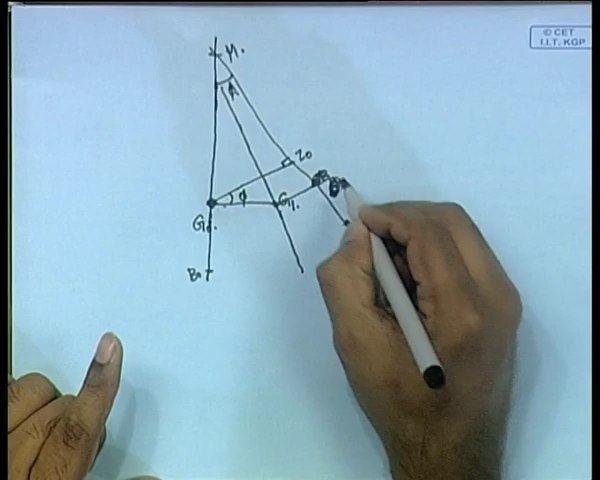 © CET
I.I.T. KGP
M.
φ
Z0
φ
G1.
G0.
B0